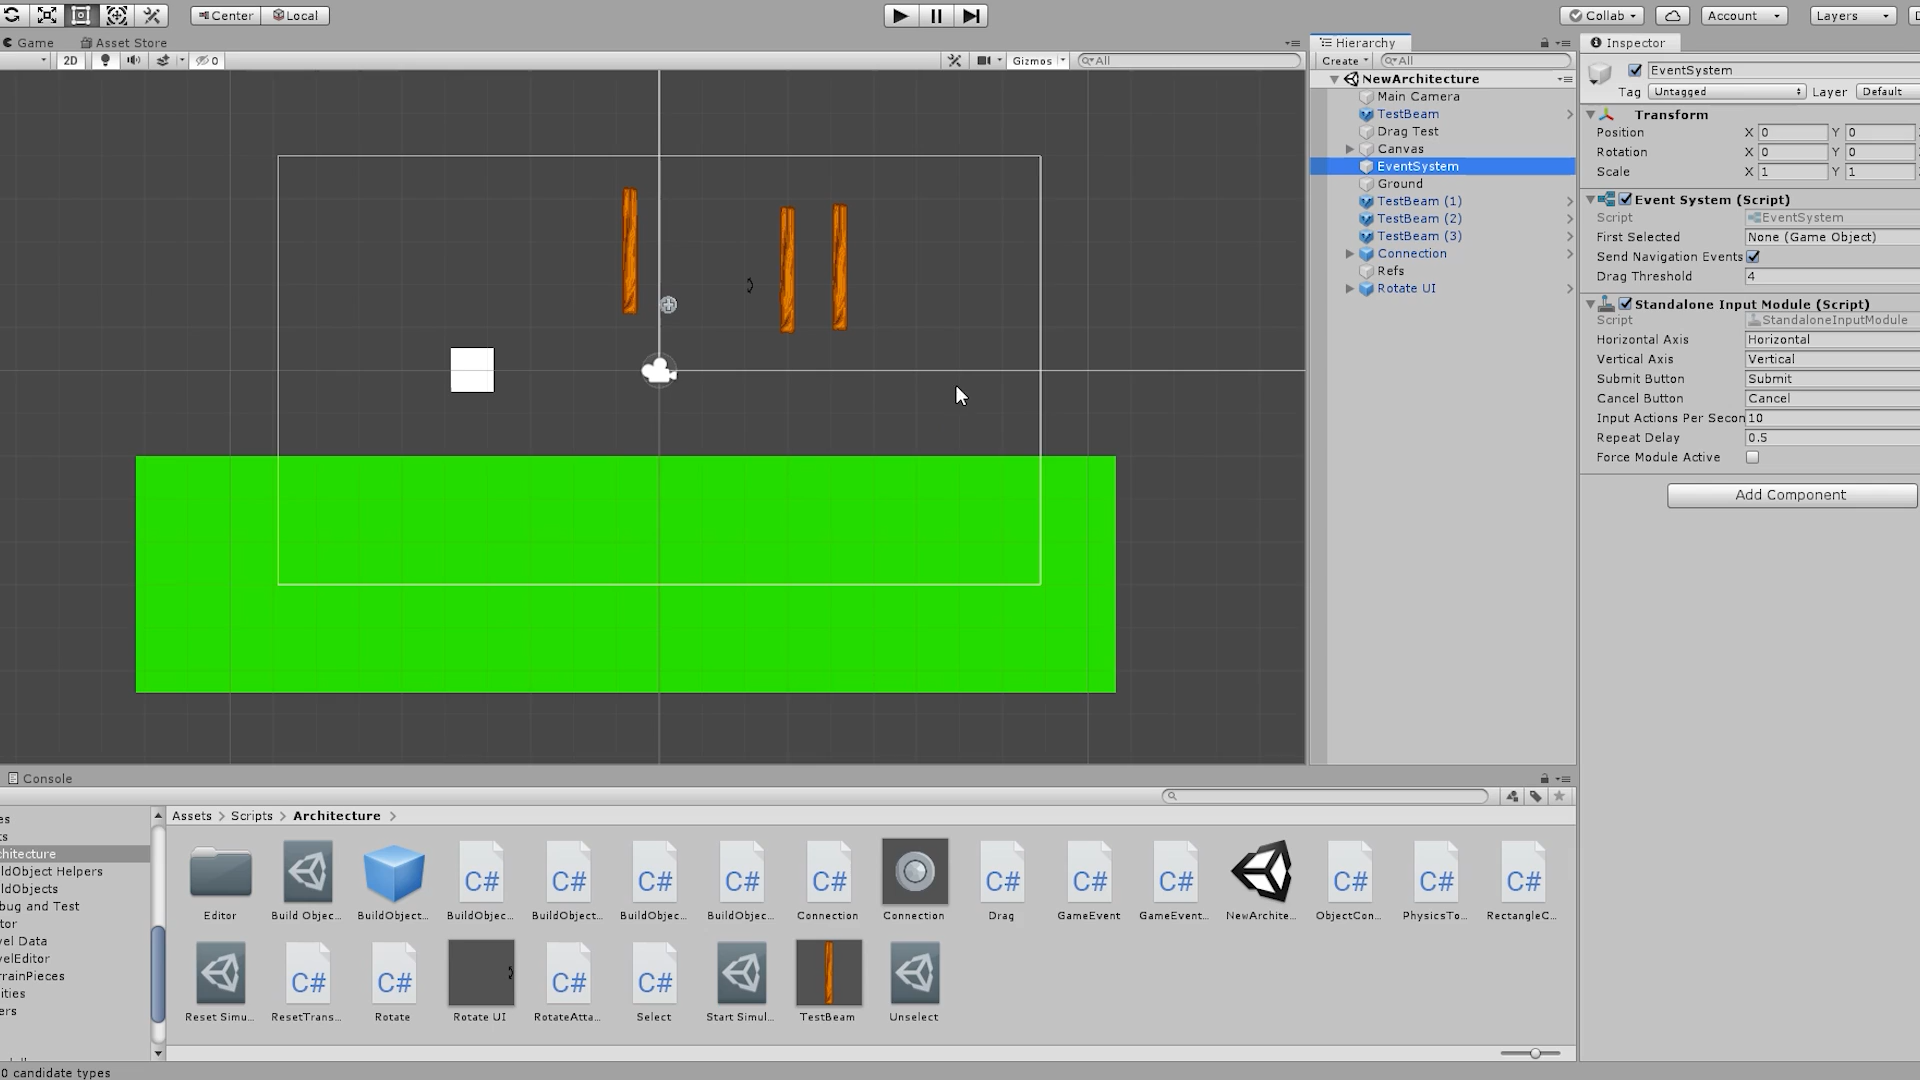 Center Local
Collab Account Layers
Game Asset Store
Hierarchy
Inspector
2D 0 Gizmos All
Create All
EventSystem
NewArchitecture
Tag Untagged Layer Default
Main Camera
TestBeam
Transform
Drag Test
Position X 0 Y 0
Canvas
Rotation X 0 Y 0
EventSystem
Scale X 1 Y 1
Ground
TestBeam (1)
Event System (Script)
TestBeam (2)
Script EventSystem
TestBeam (3)
First Selected None (Game Object)
Connection
Send Navigation Events
Refs
Drag Threshold 4
Rotate UI
Standalone Input Module (Script)
Script StandaloneInputModule
Horizontal Axis Horizontal
Vertical Axis Vertical
Submit Button Submit
Cancel Button Cancel
Input Actions Per Secon 10
Repeat Delay 0.5
Force Module Active
Add Component
Console
Assets > Scripts > Architecture >
es
ts
chitecture
ildObject Helpers
ildObjects
bug and Test
tor
vel Data
velEditor
rrainPieces
ities
ers
C# C# C# C# C# C# C# C# C# C# C#
Editor Build Objec... BuildObject... BuildObjec... BuildObject... BuildObjec... BuildObjec... Connection Connection Drag GameEvent GameEvent... NewArchite... ObjectCon... PhysicsTo... RectangleC...
C# C# C# C#
Reset Simu... ResetTrans... Rotate Rotate UI RotateAtta... Select Start Simul... TestBeam Unselect
0 candidate types